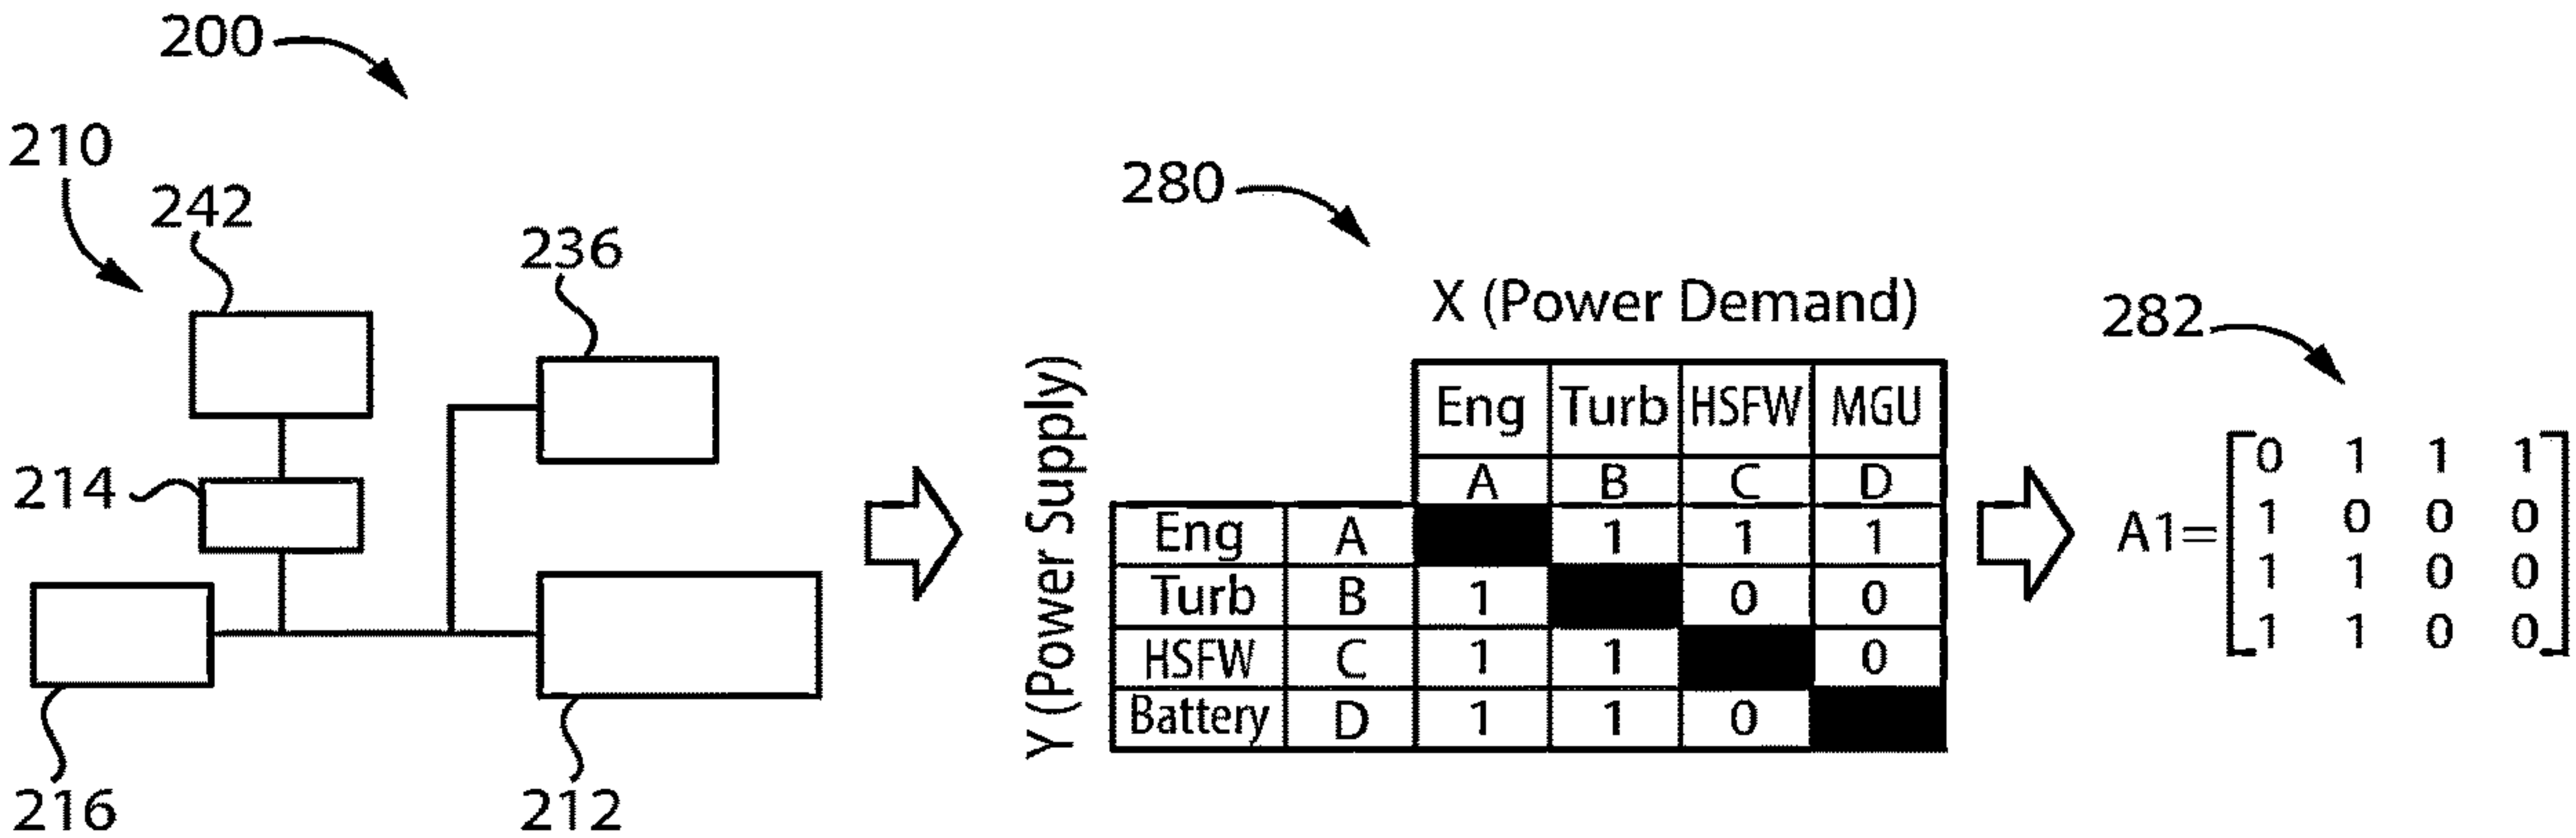 200
210
242
236
214
216
212
280
X (Power Demand)
Y (Power Supply)
Eng Turb HSFW MGU
A B C D
Eng A 1 1 1
Turb B 1 0 0
HSFW C 1 1 0
Battery D 1 1 0
282
0 1 1 1
A1= 1 0 0 0
1 1 0 0
1 1 0 0